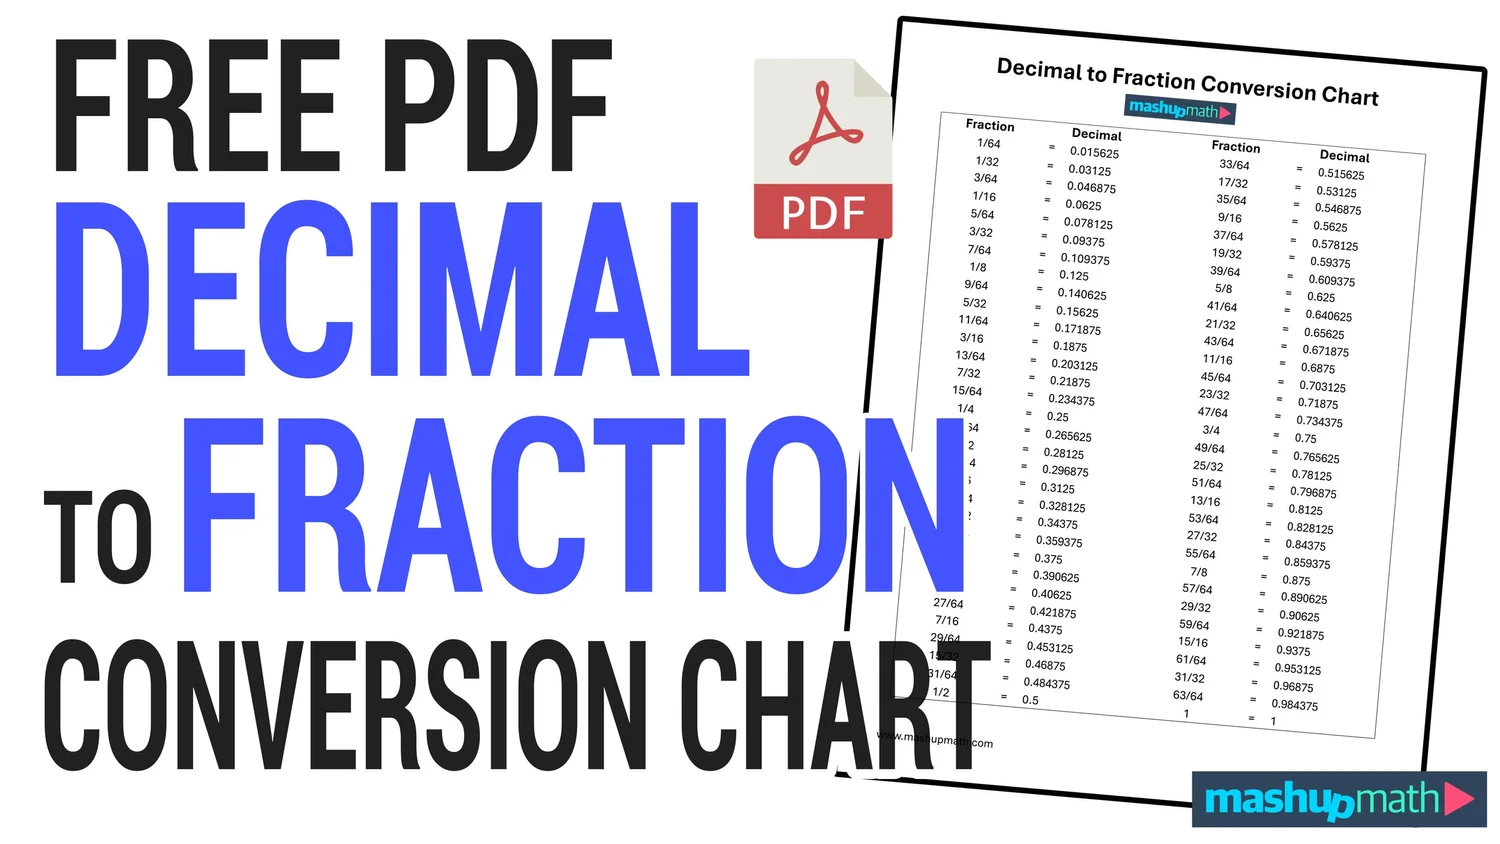 FREE PDF
DECIMAL
TO FRACTION
CONVERSION CHART
PDF
Decimal to Fraction Conversion Chart
mashupmath
Fraction Decimal Fraction Decimal
1/64 = 0.015625 33/64 = 0.515625
1/32 = 0.03125 17/32 = 0.53125
3/64 = 0.046875 35/64 = 0.546875
1/16 = 0.0625 9/16 = 0.5625
5/64 = 0.078125 37/64 = 0.578125
3/32 = 0.09375 19/32 = 0.59375
7/64 = 0.109375 39/64 = 0.609375
1/8 = 0.125 5/8 = 0.625
9/64 = 0.140625 41/64 = 0.640625
5/32 = 0.15625 21/32 = 0.65625
11/64 = 0.171875 43/64 = 0.671875
3/16 = 0.1875 11/16 = 0.6875
13/64 = 0.203125 45/64 = 0.703125
7/32 = 0.21875 23/32 = 0.71875
15/64 = 0.234375 47/64 = 0.734375
1/4 = 0.25 3/4 = 0.75
= 0.265625 49/64 = 0.765625
= 0.28125 25/32 = 0.78125
= 0.296875 51/64 = 0.796875
= 0.3125 13/16 = 0.8125
= 0.328125 53/64 = 0.828125
= 0.34375 27/32 = 0.84375
= 0.359375 55/64 = 0.859375
= 0.375 7/8 = 0.875
= 0.390625 57/64 = 0.890625
= 0.40625 29/32 = 0.90625
27/64 = 0.421875 59/64 = 0.921875
7/16 = 0.4375 15/16 = 0.9375
29/64 = 0.453125 61/64 = 0.953125
15/32 = 0.46875 31/32 = 0.96875
31/64 = 0.484375 63/64 = 0.984375
1/2 = 0.5 1 = 1
www.mashupmath.com
mashupmath